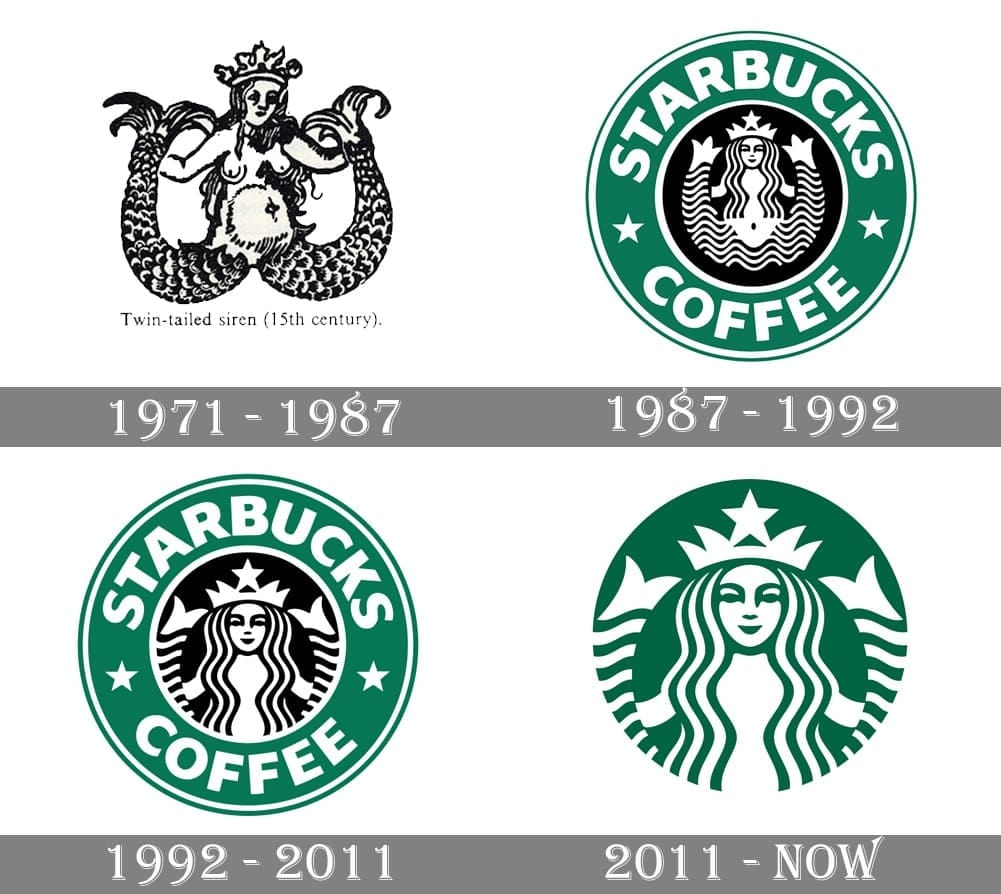 Twin-tailed siren (15th century).
STARBUCKS
COFFEE
1971 - 1987
1987 - 1992
STARBUCKS
COFFEE
1992 - 2011
2011 - NOW